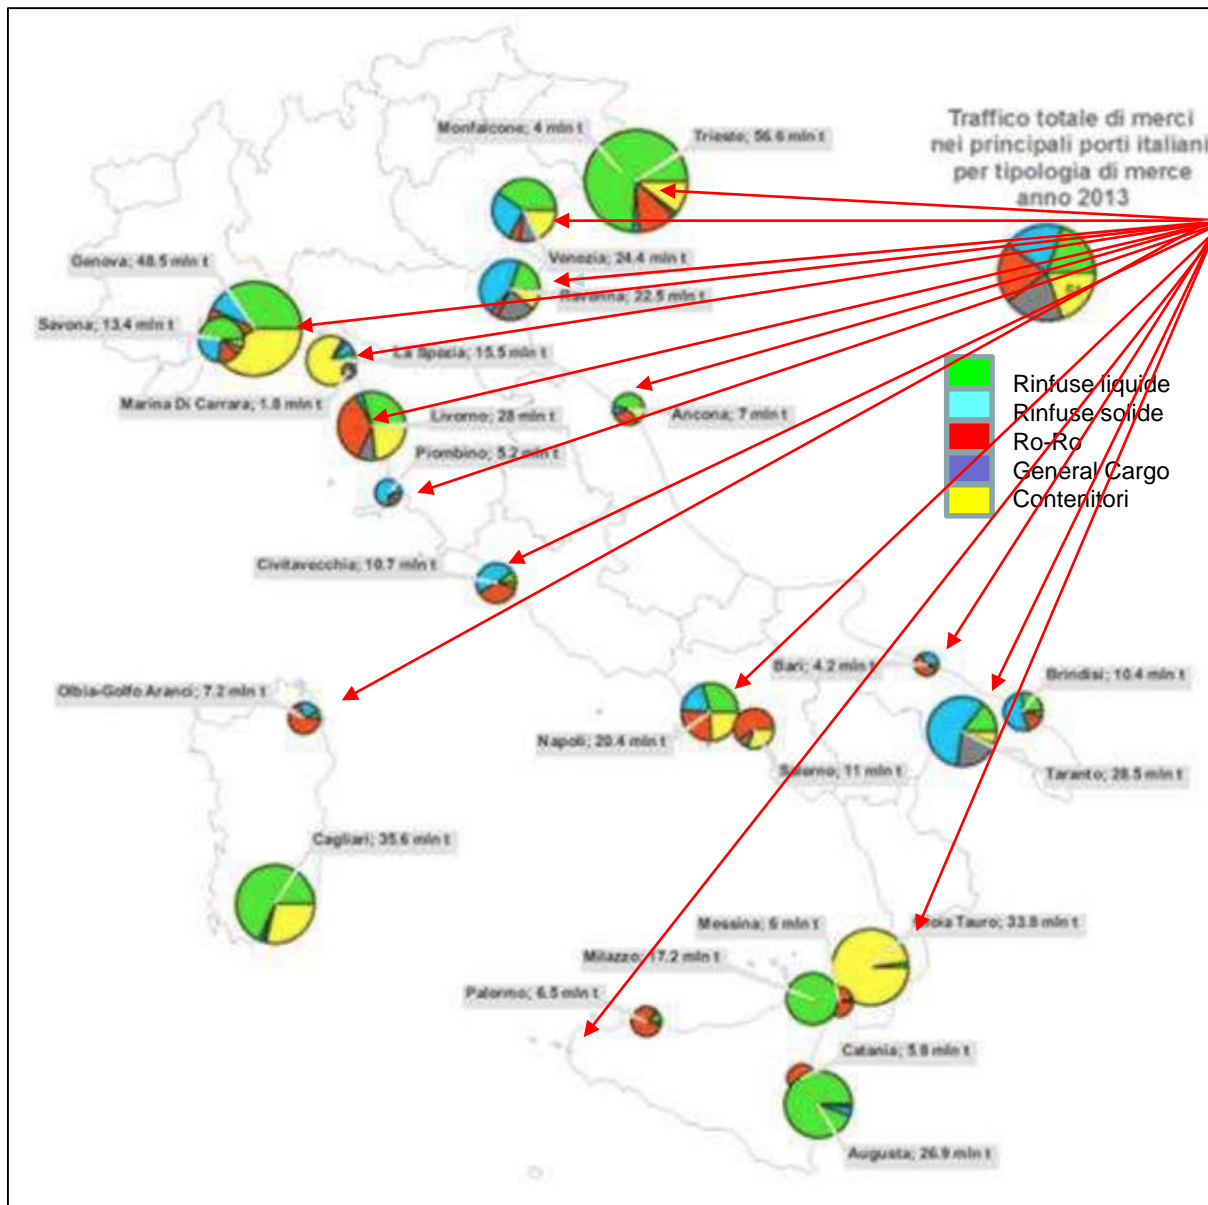 Monfalcone; 4 mln t
Trieste; 56.6 mln t
Traffico totale di merci
nei principali porti italiani
per tipologia di merce
anno 2013
Venezia; 24.4 mln t
Genova; 48.5 mln t
Ravenna; 22.5 mln t
Savona; 13.4 mln t
La Spezia; 15.5 mln t
Marina Di Carrara; 1.8 mln t
Livorno; 28 mln t
Ancona; 7 mln t
Piombino; 5.2 mln t
Rinfuse liquide
Rinfuse solide
Ro-Ro
General Cargo
Contenitori
Civitavecchia; 10.7 mln t
Bari; 4.2 mln t
Brindisi; 10.4 mln t
Olbia-Golfo Aranci; 7.2 mln t
Napoli; 20.4 mln t
Salerno; 11 mln t
Taranto; 28.5 mln t
Cagliari; 35.6 mln t
Messina; 6 mln t
Gioia Tauro; 33.8 mln t
Milazzo; 17.2 mln t
Palermo; 6.5 mln t
Catania; 5.8 mln t
Augusta; 26.9 mln t